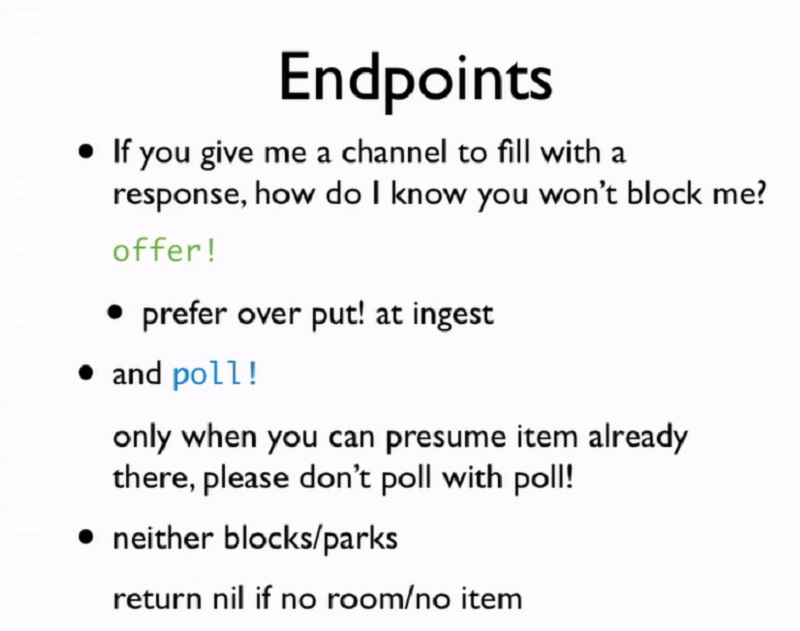 Endpoints
• If you give me a channel to fill with a
response, how do I know you won't block me?
offer!
• prefer over put! at ingest
• and poll!
only when you can presume item already
there, please don't poll with poll!
• neither blocks/parks
return nil if no room/no item